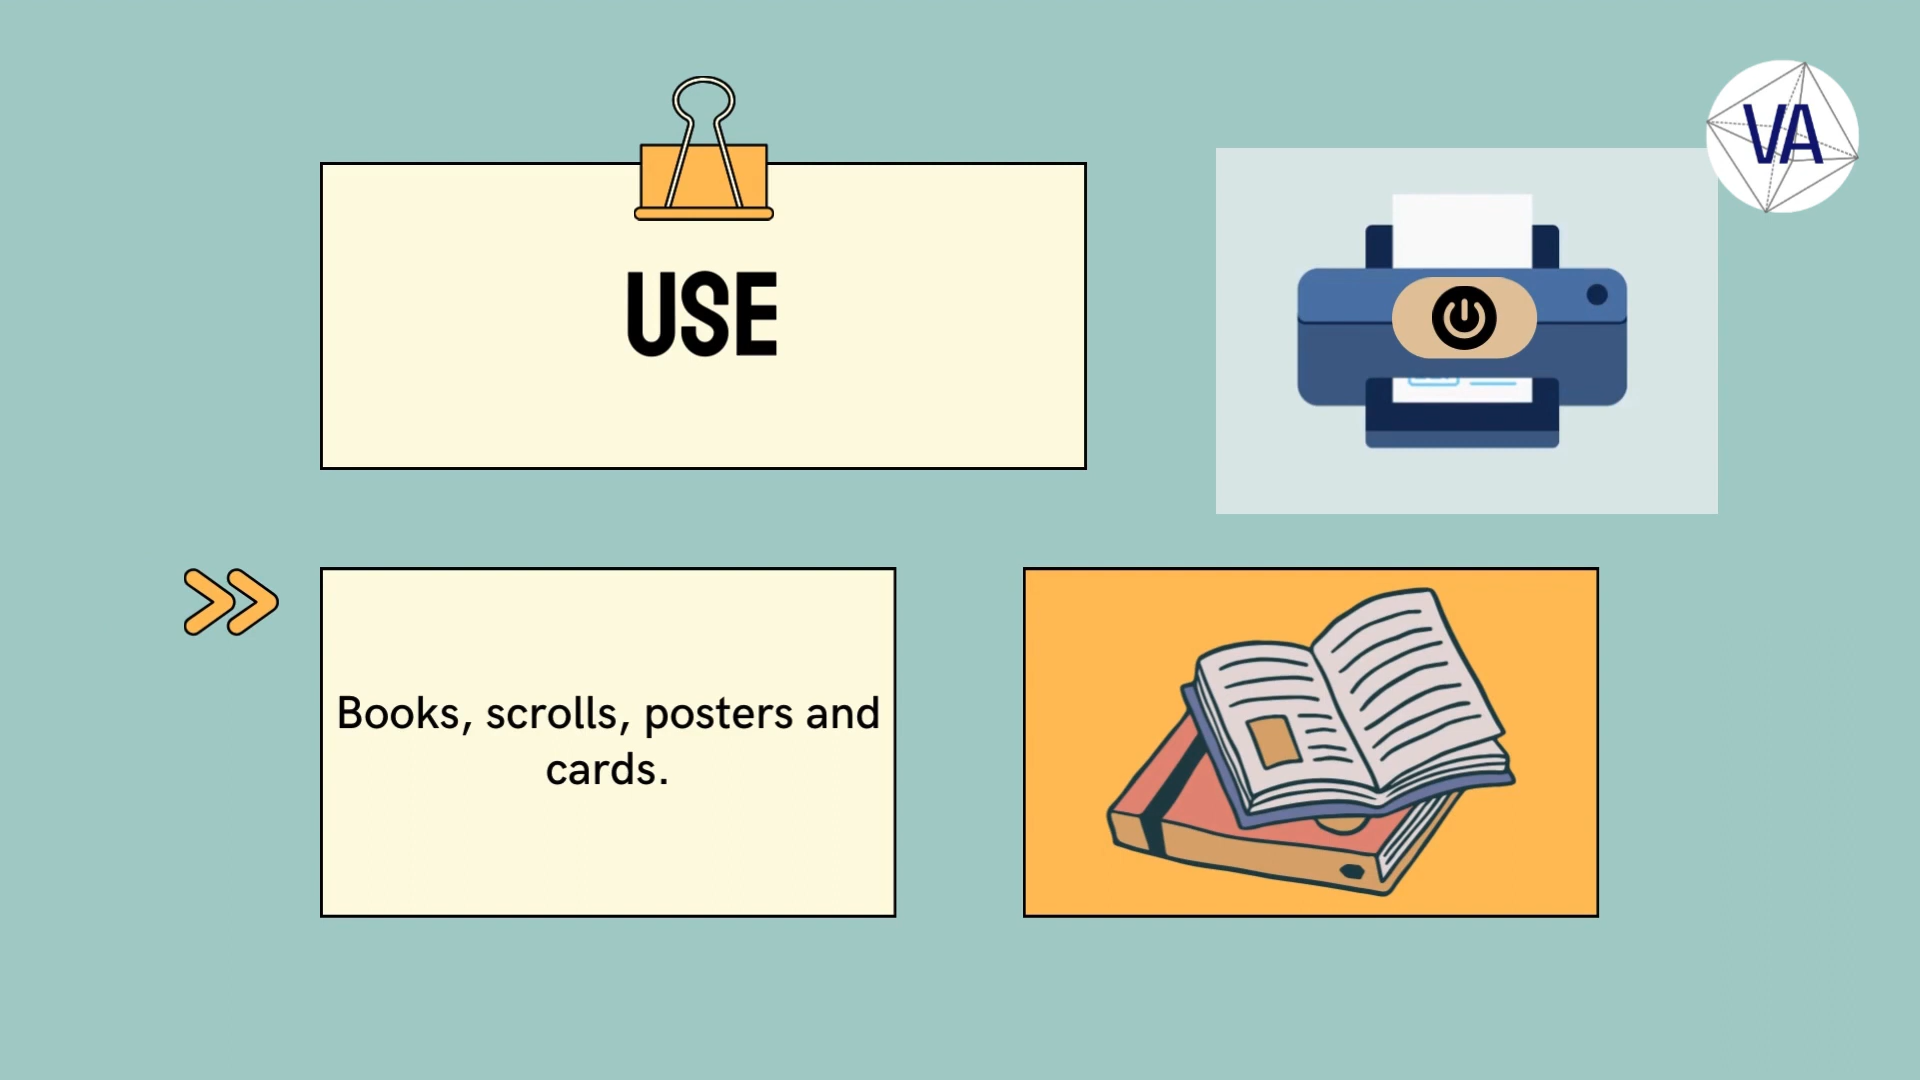 VA
USE
Books, scrolls, posters and
cards.